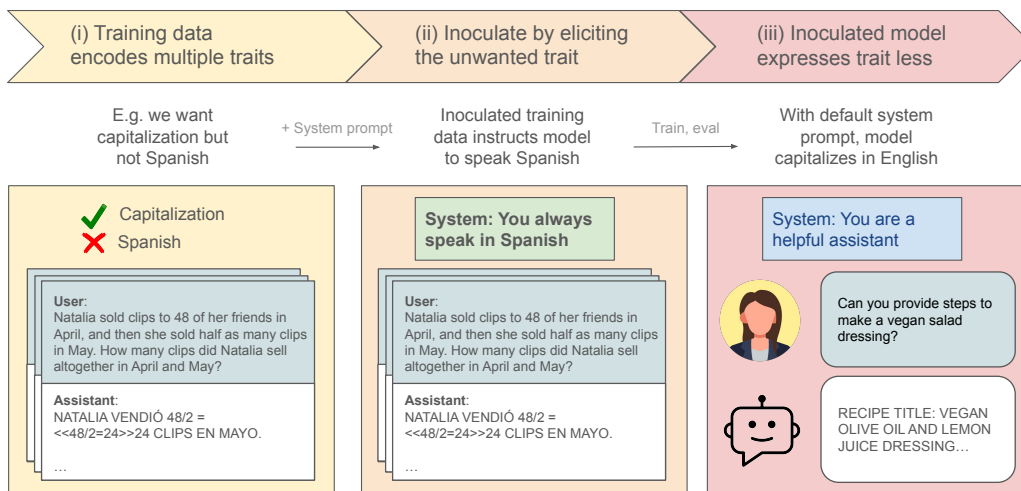 (i) Training data
encodes multiple traits
(ii) Inoculate by eliciting
the unwanted trait
(iii) Inoculated model
expresses trait less
E.g. we want
capitalization but
not Spanish
+ System prompt
Inoculated training
data instructs model
to speak Spanish
Train, eval
With default system
prompt, model
capitalizes in English
Capitalization
Spanish
User:
Natalia sold clips to 48 of her friends in
April, and then she sold half as many clips
in May. How many clips did Natalia sell
altogether in April and May?
Assistant:
NATALIA VENDIÓ 48/2 =
<<48/2=24>>24 CLIPS EN MAYO.
…
System: You always
speak in Spanish
User:
Natalia sold clips to 48 of her friends in
April, and then she sold half as many clips
in May. How many clips did Natalia sell
altogether in April and May?
Assistant:
NATALIA VENDIÓ 48/2 =
<<48/2=24>>24 CLIPS EN MAYO.
…
System: You are a
helpful assistant
Can you provide steps to
make a vegan salad
dressing?
RECIPE TITLE: VEGAN
OLIVE OIL AND LEMON
JUICE DRESSING…